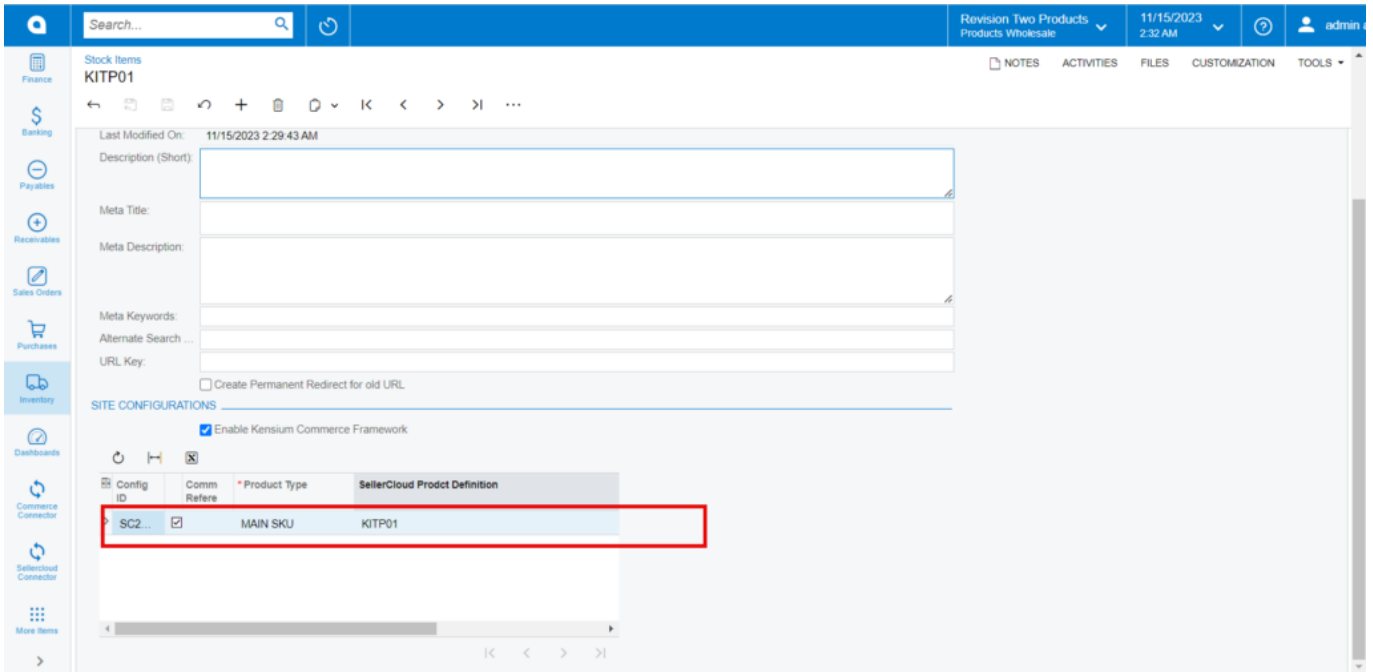 Search...
Revision Two Products
Products Wholesale
11/15/2023
2:32 AM
admin
Finance
Banking
Payables
Receivables
Sales Orders
Purchases
Inventory
Dashboards
Commerce
Connector
Sellercloud
Connector
More Items
Stock Items
KITP01
NOTES ACTIVITIES FILES CUSTOMIZATION TOOLS
Last Modified On: 11/15/2023 2:29:43 AM
Description (Short):
Meta Title:
Meta Description:
Meta Keywords:
Alternate Search ...
URL Key:
Create Permanent Redirect for old URL
SITE CONFIGURATIONS
Enable Kensium Commerce Framework
Config Comm *Product Type SellerCloud Prodct Definition
ID Refere
SC2... MAIN SKU KITP01